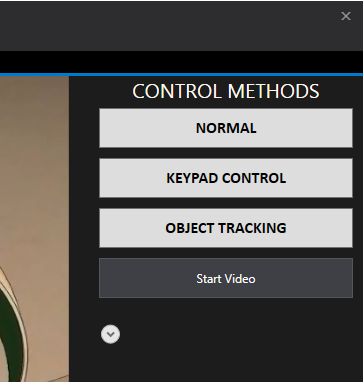 CONTROL METHODS
NORMAL
KEYPAD CONTROL
OBJECT TRACKING
Start Video